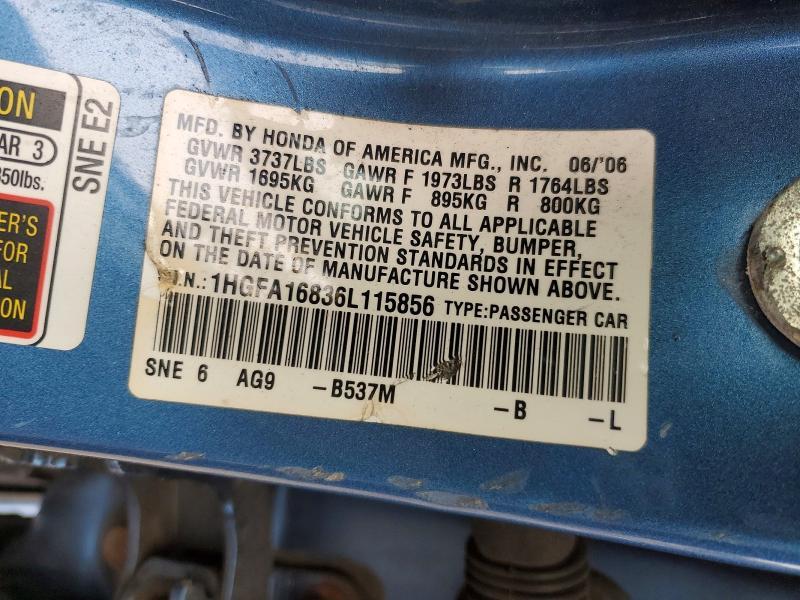 ON
AR 3
850lbs.
ER'S
FOR
AL
ION
SNE E2
MFD. BY HONDA OF AMERICA MFG., INC. 06/'06
GVWR 3737LBS GAWR F 1973LBS R 1764LBS
GVWR 1695KG GAWR F 895KG R 800KG
THIS VEHICLE CONFORMS TO ALL APPLICABLE
FEDERAL MOTOR VEHICLE SAFETY, BUMPER,
AND THEFT PREVENTION STANDARDS IN EFFECT
ON THE DATE OF MANUFACTURE SHOWN ABOVE.
.I.N.: 1HGFA16836L115856 TYPE:PASSENGER CAR
SNE 6 AG9 -B537M -B -L